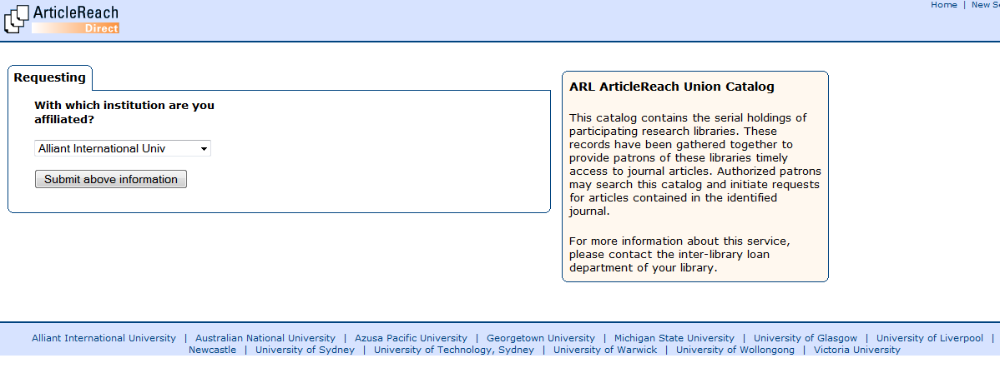 ArticleReach
Direct
Home | New
Requesting
With which institution are you
affiliated?
Alliant International Univ
Submit above information
ARL ArticleReach Union Catalog
This catalog contains the serial holdings of
participating research libraries. These
records have been gathered together to
provide patrons of these libraries timely
access to journal articles. Authorized patrons
may search this catalog and initiate requests
for articles contained in the identified
journal.
For more information about this service,
please contact the inter-library loan
department of your library.
Alliant International University | Australian National University | Azusa Pacific University | Georgetown University | Michigan State University | University of Glasgow | University of Liverpool |
Newcastle | University of Sydney | University of Technology, Sydney | University of Warwick | University of Wollongong | Victoria University